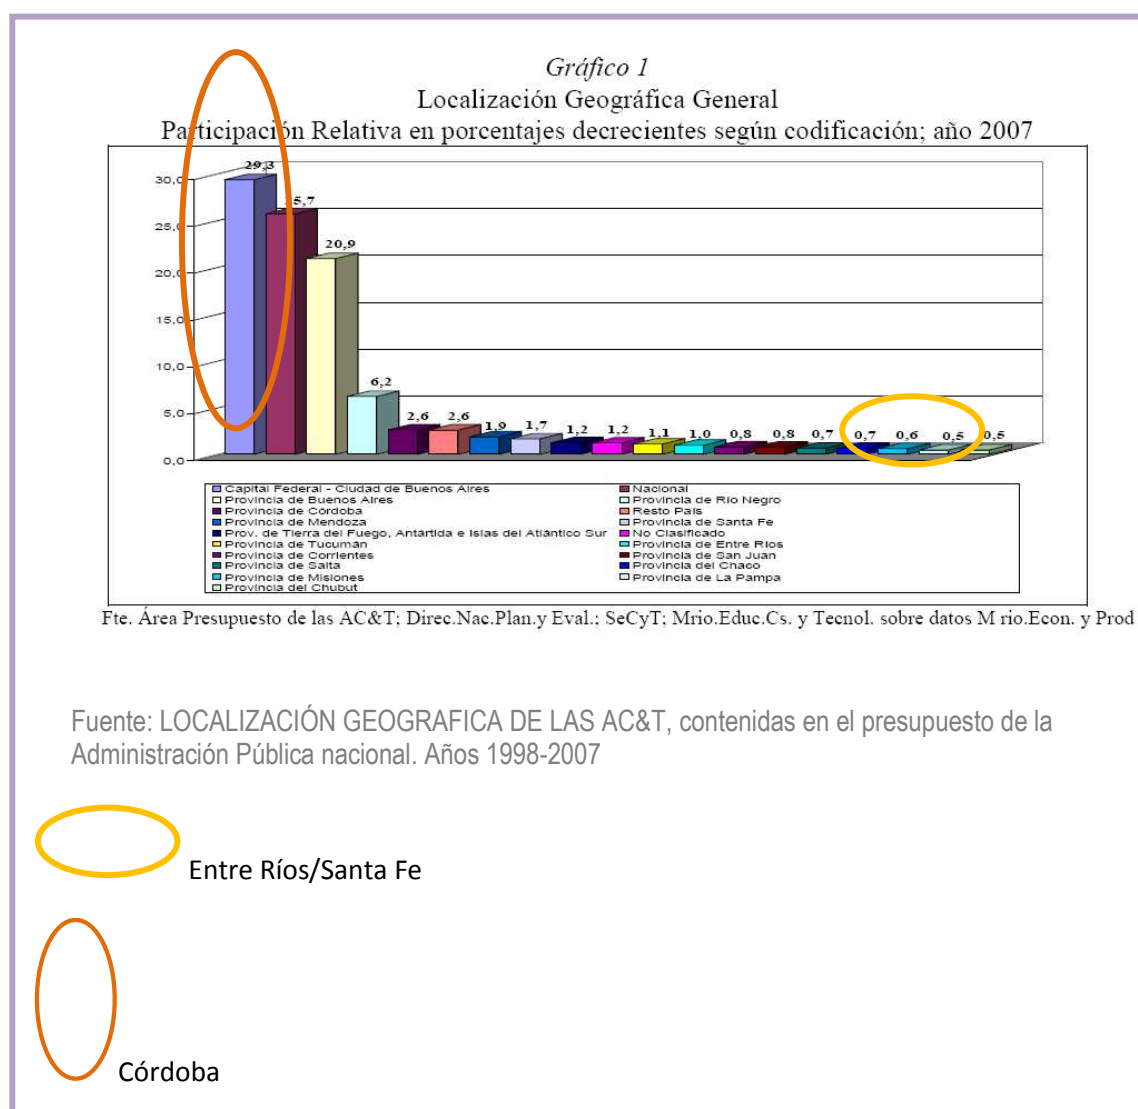 Gráfico 1
Localización Geográfica General
Participación Relativa en porcentajes decrecientes según codificación; año 2007
29,3
25,7
20,9
6,2
2,6
2,6
1,9
1,7
1,2
1,2
1,1
1,0
0,8
0,8
0,7
0,7
0,6
0,5
0,5
30,0
25,0
20,0
15,0
10,0
5,0
0,0
Capital Federal - Ciudad de Buenos Aires
Nacional
Provincia de Buenos Aires
Provincia de Río Negro
Provincia de Córdoba
Resto País
Provincia de Mendoza
Provincia de Santa Fe
Prov. de Tierra del Fuego, Antártida e Islas del Atlántico Sur
No Clasificado
Provincia de Tucumán
Provincia de Entre Ríos
Provincia de Corrientes
Provincia de San Juan
Provincia de Salta
Provincia del Chaco
Provincia de Misiones
Provincia de La Pampa
Provincia del Chubut
Fte. Área Presupuesto de las AC&T; Direc.Nac.Plan.y Eval.; SeCyT; Mrio.Educ.Cs. y Tecnol. sobre datos M rio.Econ. y Prod
Fuente: LOCALIZACIÓN GEOGRAFICA DE LAS AC&T, contenidas en el presupuesto de la
Administración Pública nacional. Años 1998-2007
Entre Ríos/Santa Fe
Córdoba